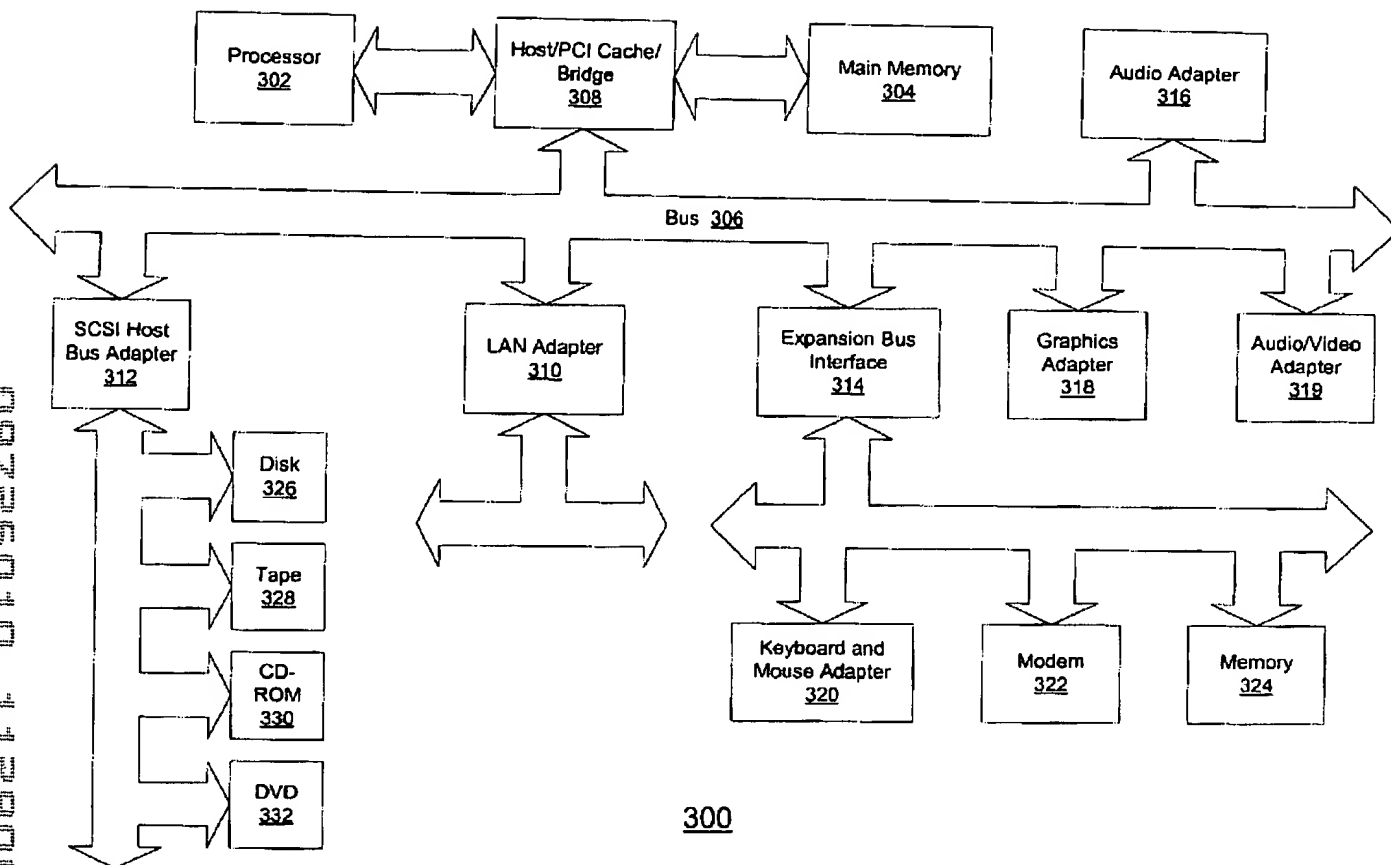 Processor
302
Host/PCI Cache/
Bridge
308
Main Memory
304
Audio Adapter
316
Bus 306
SCSI Host
Bus Adapter
312
LAN Adapter
310
Expansion Bus
Interface
314
Graphics
Adapter
318
Audio/Video
Adapter
319
Disk
326
Tape
328
CD-
ROM
330
DVD
332
Keyboard and
Mouse Adapter
320
Modem
322
Memory
324
300